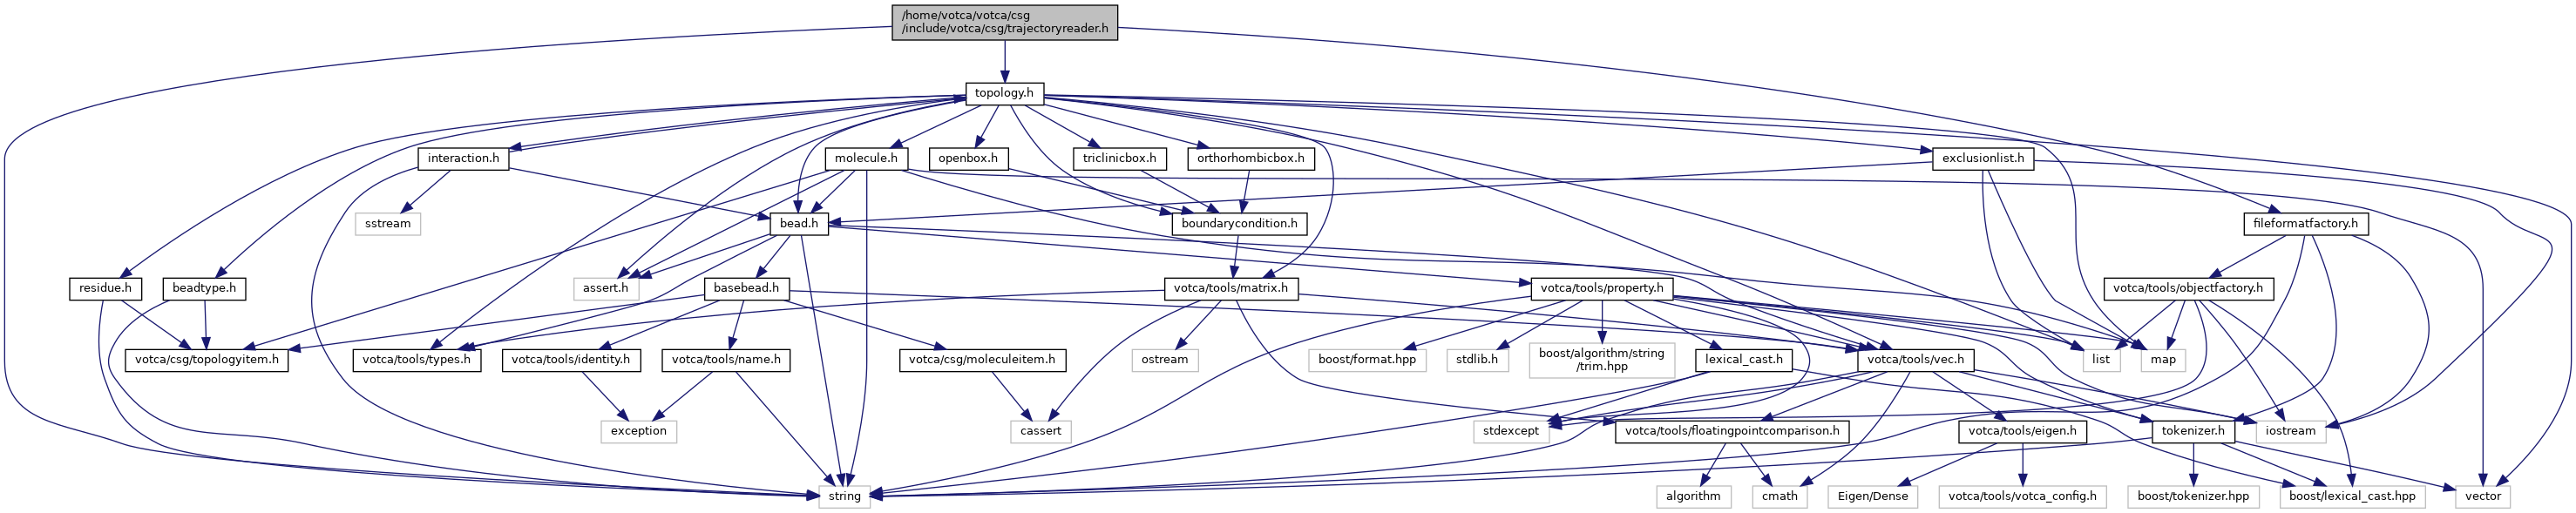 /home/votca/votca/csg
/include/votca/csg/trajectoryreader.h
topology.h
interaction.h
molecule.h
openbox.h
triclinicbox.h
orthorhombicbox.h
exclusionlist.h
sstream
bead.h
boundarycondition.h
fileformatfactory.h
residue.h
beadtype.h
assert.h
basebead.h
votca/tools/matrix.h
votca/tools/property.h
votca/tools/objectfactory.h
votca/csg/topologyitem.h
votca/tools/types.h
votca/tools/identity.h
votca/tools/name.h
votca/csg/moleculeitem.h
ostream
boost/format.hpp
stdlib.h
boost/algorithm/string
/trim.hpp
lexical_cast.h
votca/tools/vec.h
list
map
exception
cassert
stdexcept
votca/tools/floatingpointcomparison.h
votca/tools/eigen.h
tokenizer.h
iostream
string
algorithm
cmath
Eigen/Dense
votca/tools/votca_config.h
boost/tokenizer.hpp
boost/lexical_cast.hpp
vector